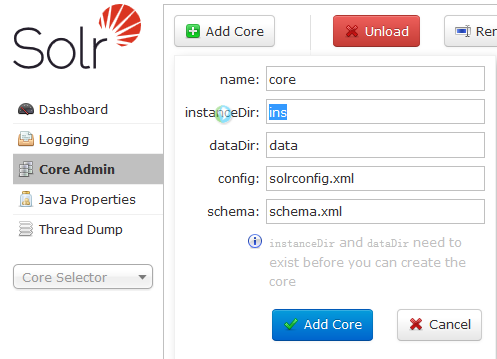 Solr
Add Core
Unload
Ren
name: core
instanceDir: ins
dataDir: data
config: solrconfig.xml
schema: schema.xml
instanceDir and dataDir need to
exist before you can create the
core
Add Core
Cancel
Dashboard
Logging
Core Admin
Java Properties
Thread Dump
Core Selector